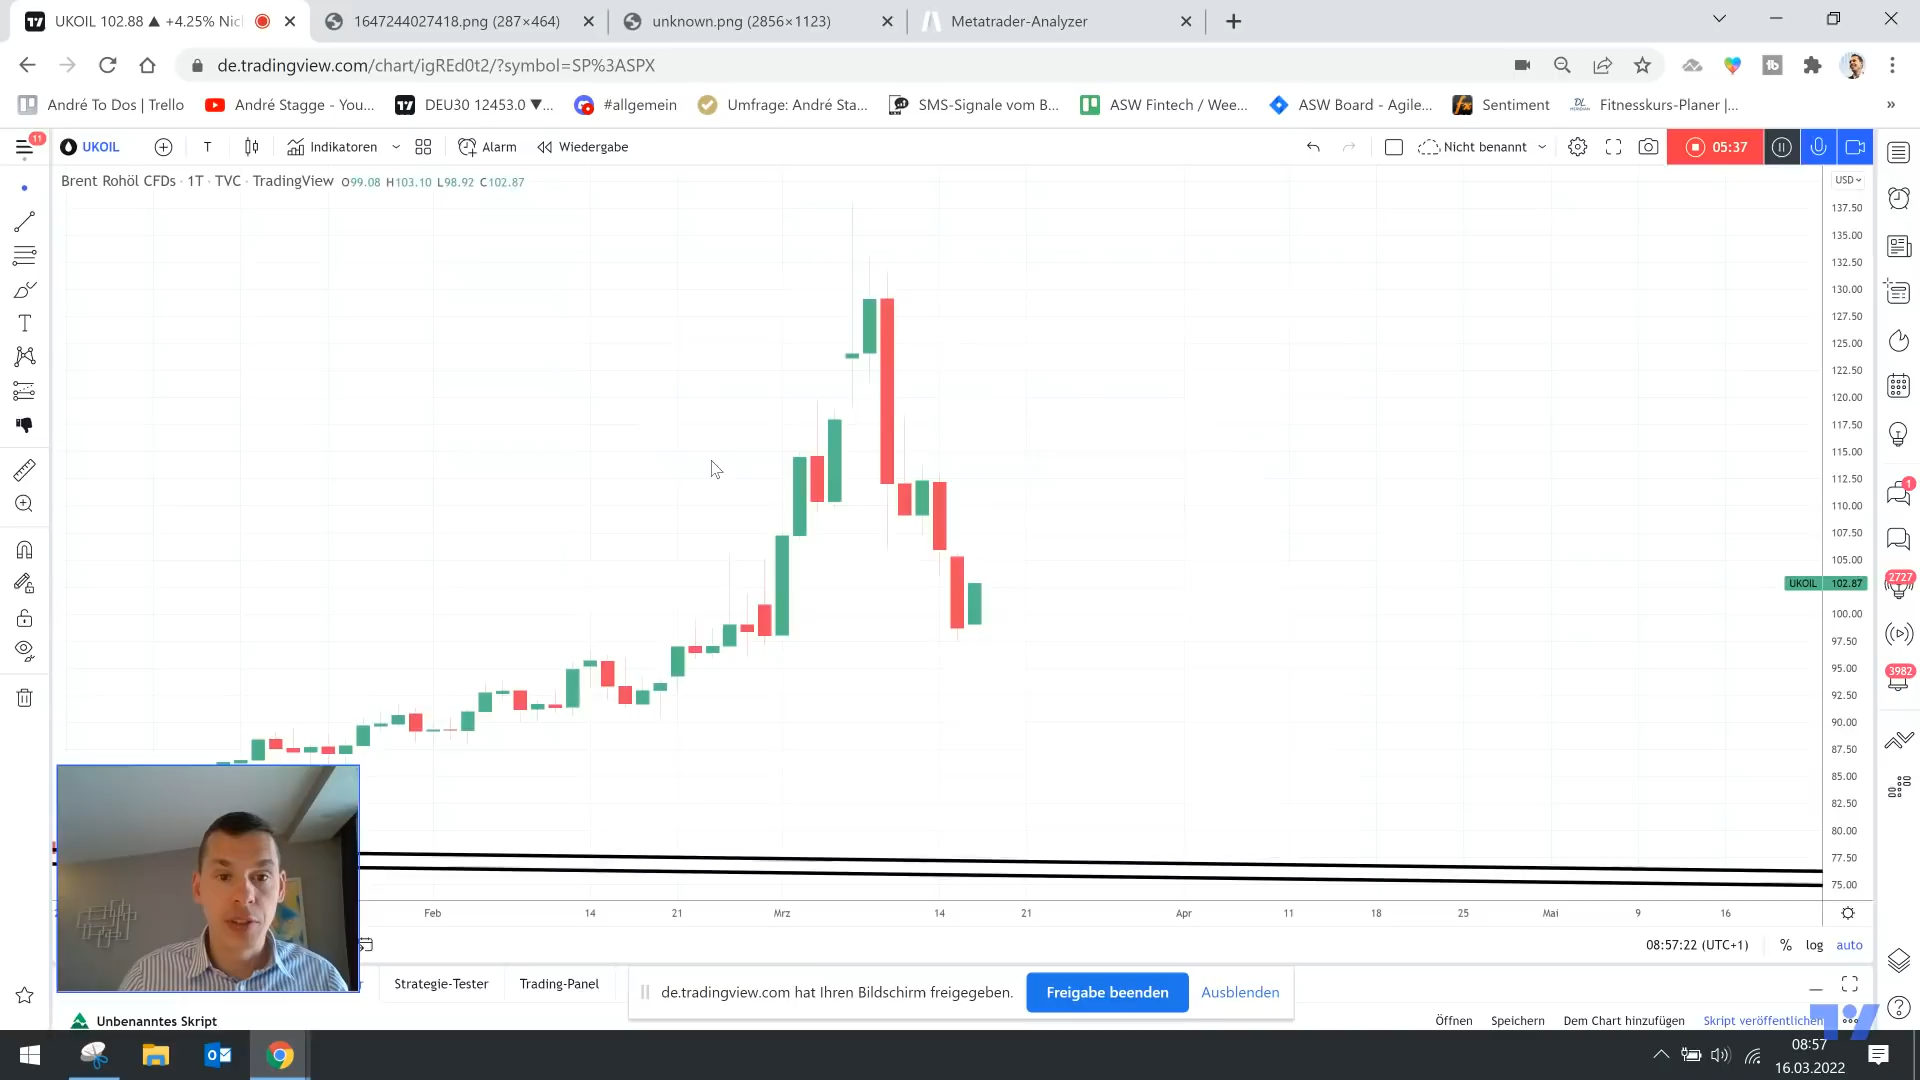 UKOIL 102.88 ▲ +4.25% Nic
1647244027418.png (287×464)
unknown.png (2856×1123)
Metatrader-Analyzer
de.tradingview.com/chart/igREd0t2/?symbol=SP%3ASPX
André To Dos | Trello
André Stagge - You...
DEU30 12453.0 ▼...
#allgemein
Umfrage: André Sta...
SMS-Signale vom B...
ASW Fintech / Wee...
ASW Board - Agile...
Sentiment
Fitnesskurs-Planer |...
11
UKOIL
T
Indikatoren
Alarm
Wiedergabe
Nicht benannt
05:37
Brent Rohöl CFDs · 1T · TVC · TradingView O99.08 H103.10 L98.92 C102.87
USD
137.50
135.00
132.50
130.00
127.50
125.00
122.50
120.00
117.50
115.00
112.50
110.00
107.50
105.00
UKOIL 102.87
100.00
97.50
95.00
92.50
90.00
87.50
85.00
82.50
80.00
77.50
75.00
1
2727
3982
Feb 14 21 Mrz 14 21 Apr 11 18 25 Mai 9 16
08:57:22 (UTC+1) % log auto
Strategie-Tester
Trading-Panel
de.tradingview.com hat Ihren Bildschirm freigegeben.
Freigabe beenden
Ausblenden
Unbenanntes Skript
Öffnen
Speichern
Dem Chart hinzufügen
Skript veröffentlichen
08:57
16.03.2022